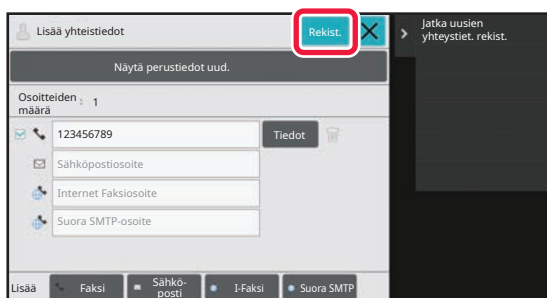 Lisää yhteistiedot
Rekist.
Jatka uusien
yhteystiet. rekist.
Näytä perustiedot uud.
Osoitteiden
määrä : 1
123456789
Tiedot
Sähköpostiosoite
Internet Faksiosoite
Suora SMTP-osoite
Lisää
Faksi
Sähkö-
posti
I-Faksi
Suora SMTP